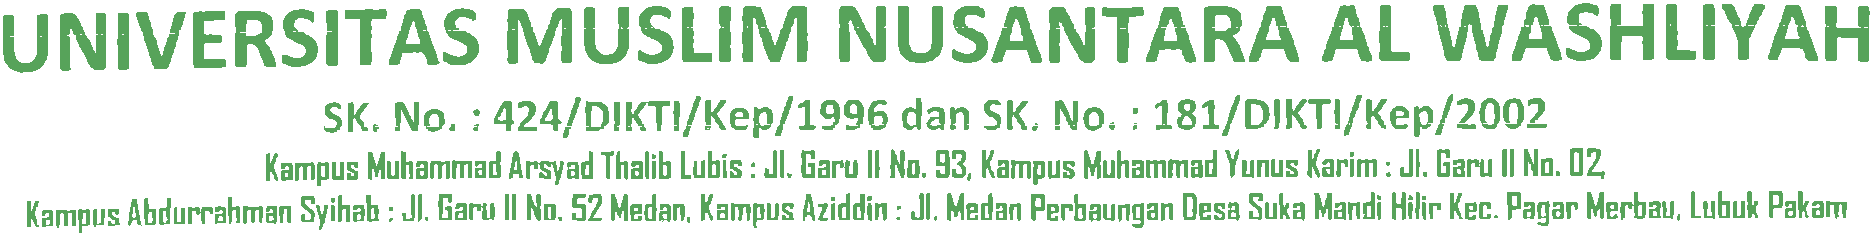 UNIVERSITAS MUSLIM NUSANTARA AL WASHLIYAH
SK. No. : 424/DIKTI/Kep/1996 dan SK. No. : 181/DIKTI/Kep/2002
Kampus Muhammad Arsyad Thalib Lubis : Jl. Garu II No. 93, Kampus Muhammad Yunus Karim : Jl. Garu II No. 02,
Kampus Abdurrahman Syihab : Jl. Garu II No. 52 Medan, Kampus Aziddin : Jl. Medan Perbaungan Desa Suka Mandi Hilir Kec. Pagar Merbau, Lubuk Pakam